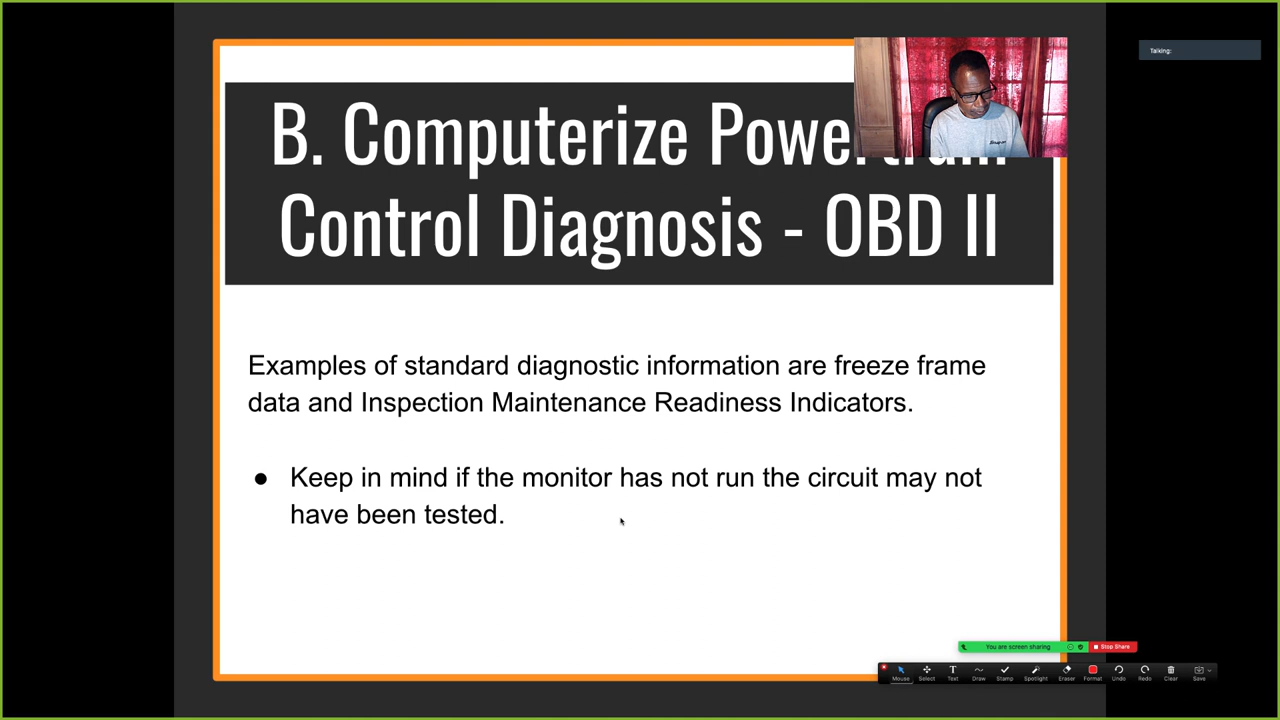 Talking:
B. Computerize
Control Diagnosis - OBD II
Examples of standard diagnostic information are freeze frame
data and Inspection Maintenance Readiness Indicators.
● Keep in mind if the monitor has not run the circuit may not
have been tested.
You are screen sharing Stop Share
Mouse Select Text Draw Stamp Spotlight Eraser Format Undo Redo Clear Save